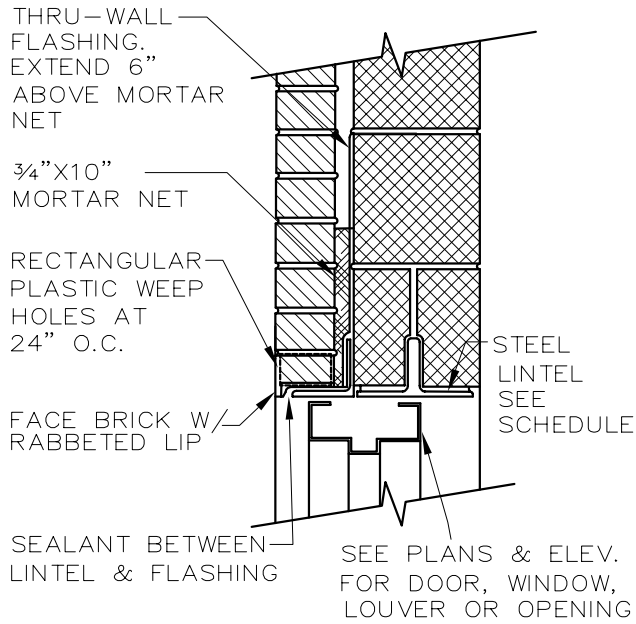 THRU-WALL
FLASHING.
EXTEND 6"
ABOVE MORTAR
NET
¾"X10"
MORTAR NET
RECTANGULAR
PLASTIC WEEP
HOLES AT
24" O.C.
FACE BRICK W/
RABBETED LIP
SEALANT BETWEEN
LINTEL & FLASHING
STEEL
LINTEL
SEE
SCHEDULE
SEE PLANS & ELEV.
FOR DOOR, WINDOW,
LOUVER OR OPENING